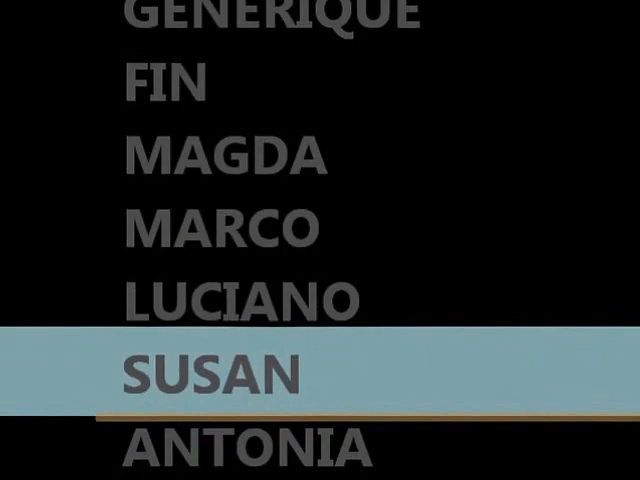 GENERIQUE
FIN
MAGDA
MARCO
LUCIANO
SUSAN
ANTONIA